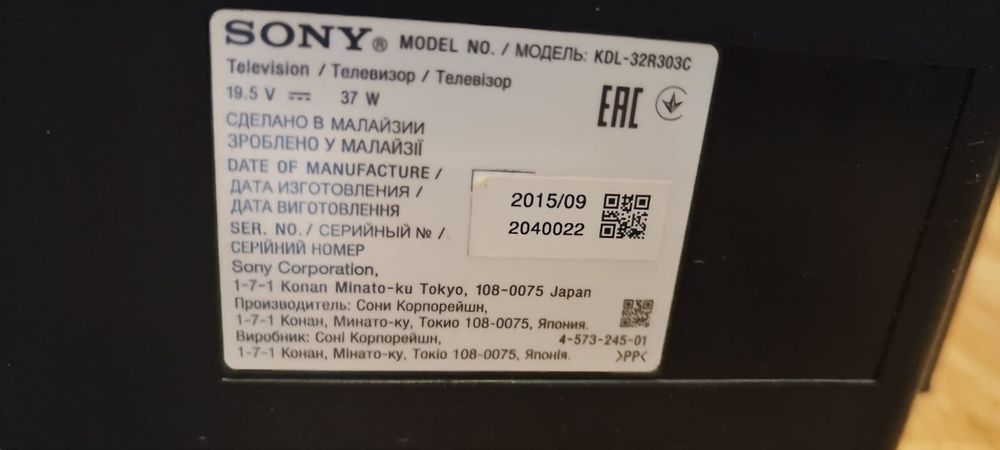 SONY® MODEL NO. / МОДЕЛЬ: KDL-32R303C
Television / Телевизор / Телевізор
19.5 V ⎓ 37 W
EAC
СДЕЛАНО В МАЛАЙЗИИ
ЗРОБЛЕНО У МАЛАЙЗІЇ
DATE OF MANUFACTURE /
ДАТА ИЗГОТОВЛЕНИЯ /
ДАТА ВИГОТОВЛЕННЯ
2015/09
SER. NO. / СЕРИЙНЫЙ № /
СЕРІЙНИЙ НОМЕР
2040022
Sony Corporation,
1-7-1 Konan Minato-ku Tokyo, 108-0075 Japan
Производитель: Сони Корпорейшн,
1-7-1 Конан, Минато-ку, Токио 108-0075, Япония.
Виробник: Соні Корпорейшн,
1-7-1 Конан, Мінато-ку, Токіо 108-0075, Японія.
4-573-245-01
>PP<